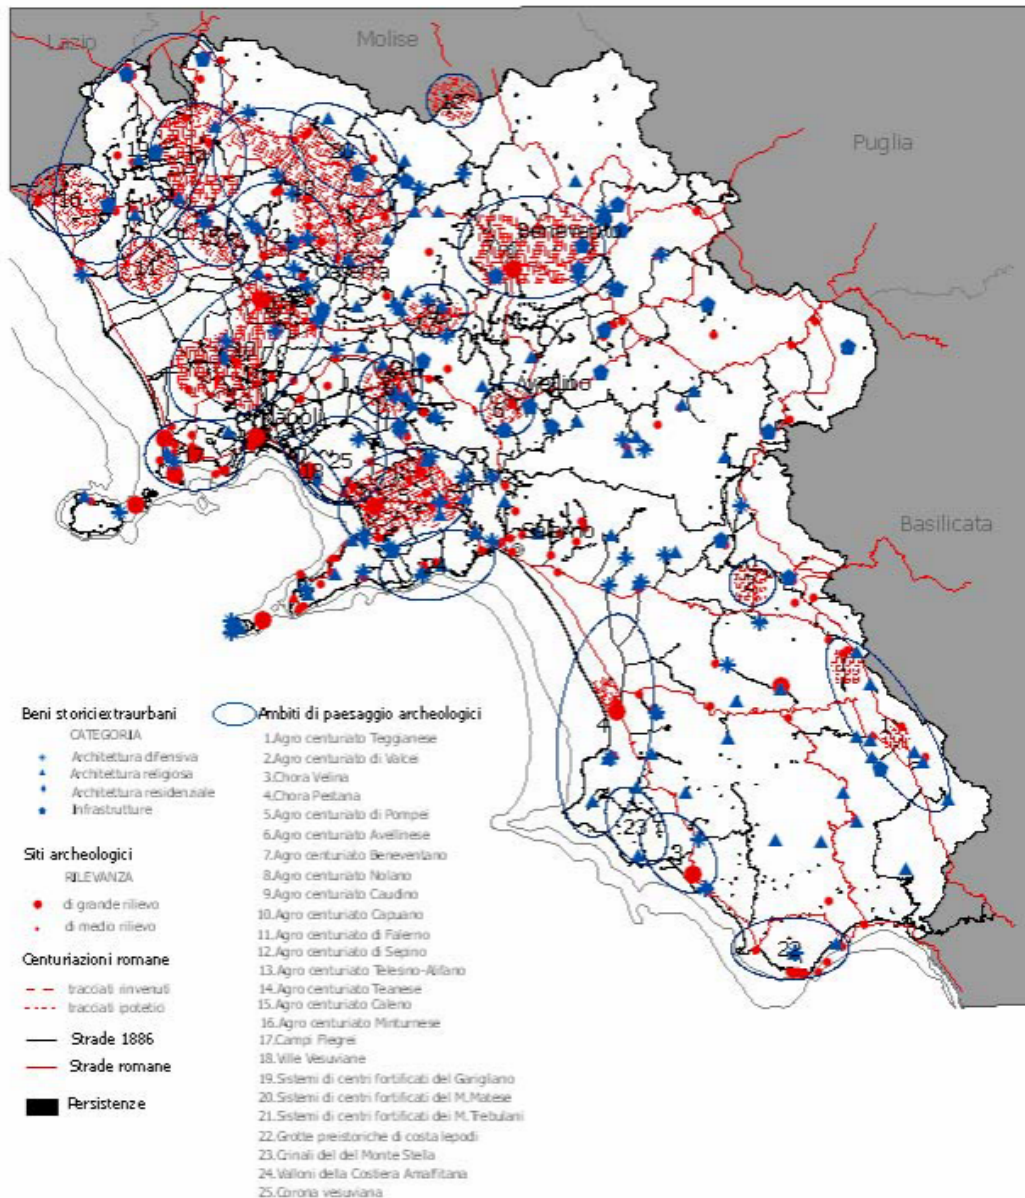 Lazio
Molise
Puglia
Benevento
Caserta
Avellino
Napoli
Salerno
Basilicata
Beni storici extraurbani
CATEGORIA
Architettura difensiva
Architettura religiosa
Architettura residenziale
Infrastrutture
Siti archeologici
RILEVANZA
di grande rilievo
di medio rilievo
Centuriazioni romane
tracciati rinvenuti
tracciati ipotetici
Strade 1886
Strade romane
Persistenze
Ambiti di paesaggio archeologici
1.Agro centuriato Teggianese
2.Agro centuriato di Valcei
3.Chora Velina
4.Chora Pestana
5.Agro centuriato di Pompei
6.Agro centuriato Avellinese
7.Agro centuriato Beneventano
8.Agro centuriato Nolano
9.Agro centuriato Caudino
10.Agro centuriato Capuano
11.Agro centuriato di Falerno
12.Agro centuriato di Sepino
13.Agro centuriato Telesino-Alifano
14.Agro centuriato Teanese
15.Agro centuriato Caleno
16.Agro centuriato Minturnese
17.Campi Flegrei
18.Ville Vesuviane
19.Sistemi di centri fortificati del Garigliano
20.Sistemi di centri fortificati del M.Matese
21.Sistemi di centri fortificati dei M.Trebulani
22.Grotte preistoriche di costa lepodi
23.Crinali del del Monte Stella
24.Valloni della Costiera Amalfitana
25.Corona vesuviana